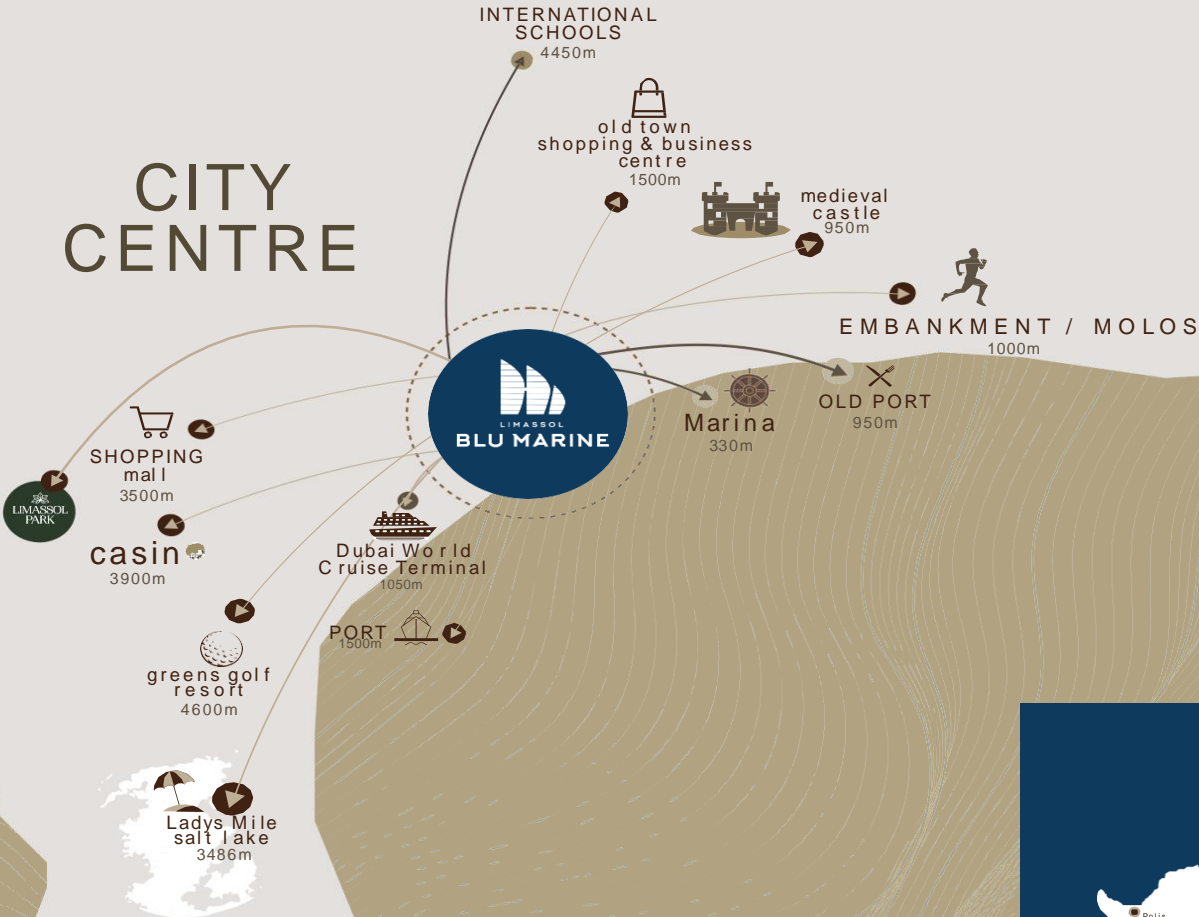 INTERNATIONAL
SCHOOLS
4450m
old town
shopping & business
centre
1500m
CITY
CENTRE
medieval
castle
950m
EMBANKMENT / MOLOS
1000m
LIMASSOL
BLU MARINE
OLD PORT
950m
Marina
330m
SHOPPING
mall
3500m
LIMASSOL
PARK
casin
3900m
Dubai World
Cruise Terminal
1050m
PORT
1500m
greens golf
resort
4600m
Ladys Mile
salt lake
3486m
Polis